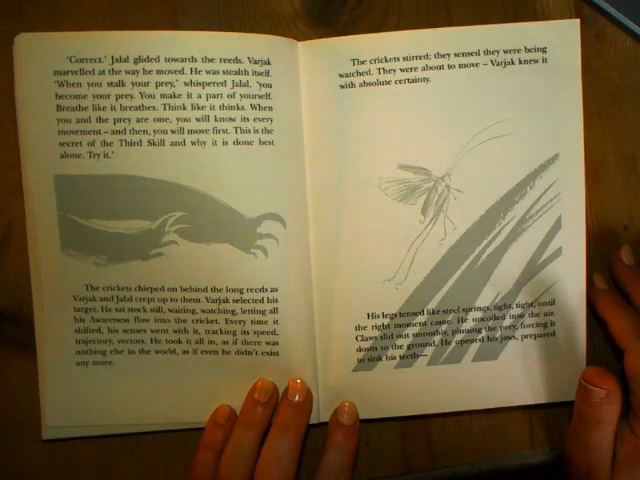 'Correct.' Jalal glided towards the reeds. Varjak
marvelled at the way he moved. He was stealth itself.
'When you stalk your prey,' whispered Jalal, 'you
become your prey. You make it a part of yourself.
Breathe like it breathes. Think like it thinks. When
you and the prey are one, you will know its every
movement – and then, you will move first. This is the
secret of the Third Skill and why it is done best
alone. Try it.'
The crickets chirped on behind the long reeds as
Varjak and Jalal crept up to them. Varjak selected his
target. He sat stock still, waiting, watching, letting all
his Awareness flow into the cricket. Every time it
shifted, his senses went with it, tracking its speed,
trajectory, vectors. He took it all in, as if there was
nothing else in the world, as if even he didn't exist
any more.
The crickets stirred; they sensed they were being
watched. They were about to move – Varjak knew it
with absolute certainty.
His legs tensed like steel springs, tight, tight, until
the right moment came. He uncoiled into the air.
Claws slid out smoothly, pinning the prey, forcing it
down to the ground. He opened his jaws, prepared
to sink his teeth—